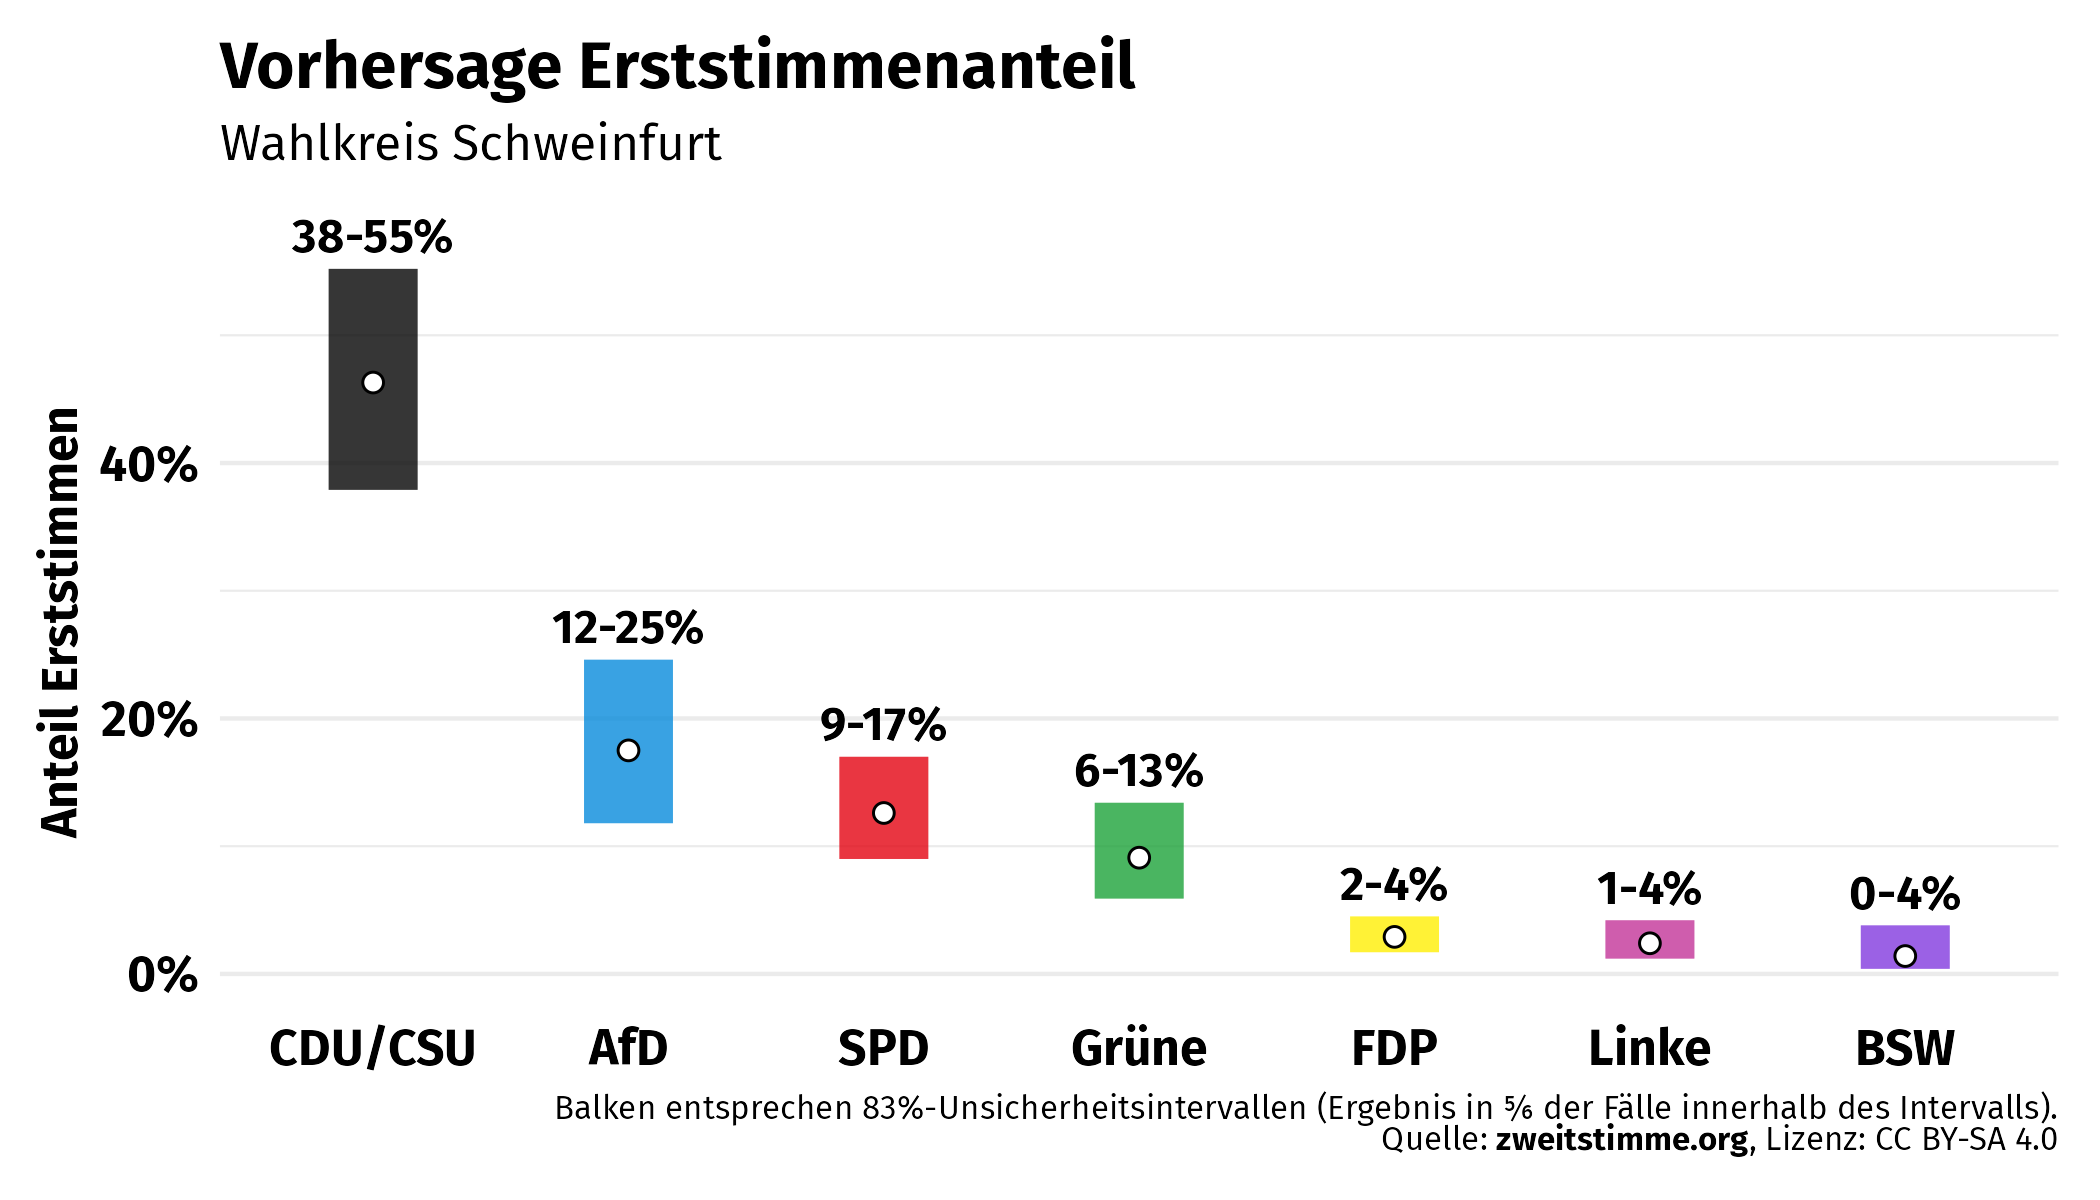 Vorhersage Erststimmenanteil
Wahlkreis Schweinfurt
38-55%
12-25%
9-17%
6-13%
2-4%
1-4%
0-4%
Anteil Erststimmen
40%
20%
0%
CDU/CSU AfD SPD Grüne FDP Linke BSW
Balken entsprechen 83%-Unsicherheitsintervallen (Ergebnis in ⅚ der Fälle innerhalb des Intervalls).
Quelle: zweitstimme.org, Lizenz: CC BY-SA 4.0